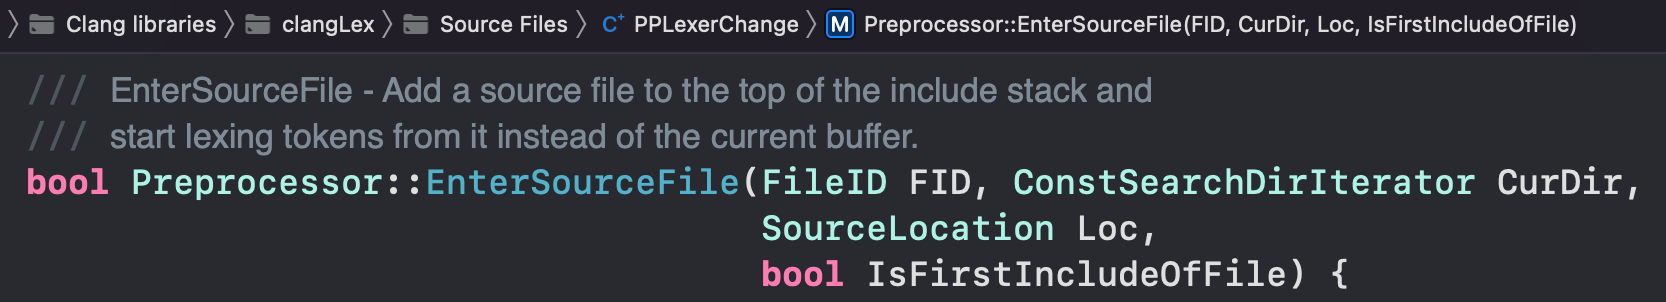 Clang libraries clangLex Source Files C+ PPLexerChange M Preprocessor::EnterSourceFile(FID, CurDir, Loc, IsFirstIncludeOfFile)
/// EnterSourceFile - Add a source file to the top of the include stack and
/// start lexing tokens from it instead of the current buffer.
bool Preprocessor::EnterSourceFile(FileID FID, ConstSearchDirIterator CurDir,
SourceLocation Loc,
bool IsFirstIncludeOfFile) {